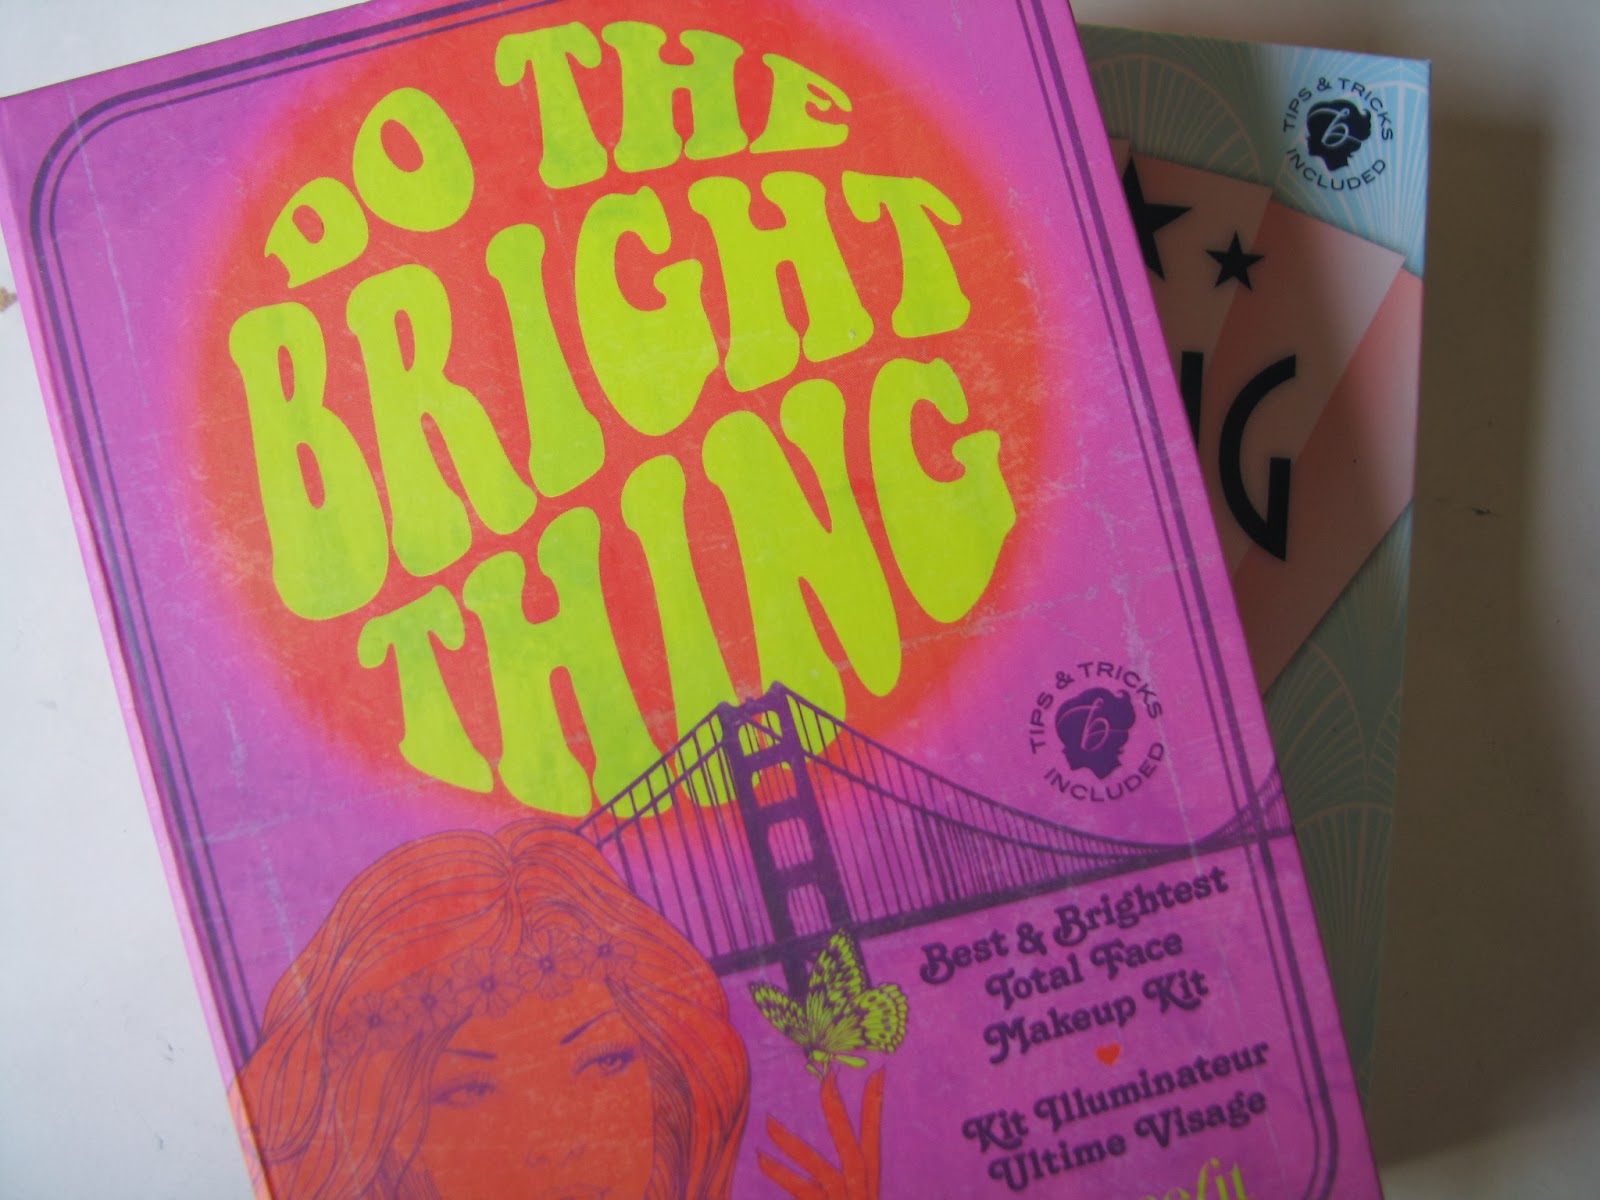 DO THE
BRIGHT
THING
TIPS & TRICKS
b
INCLUDED
Best & Brightest
Total Face
Makeup Kit
Kit Illuminateur
Ultime Visage
TIPS & TRICKS
b
INCLUDED